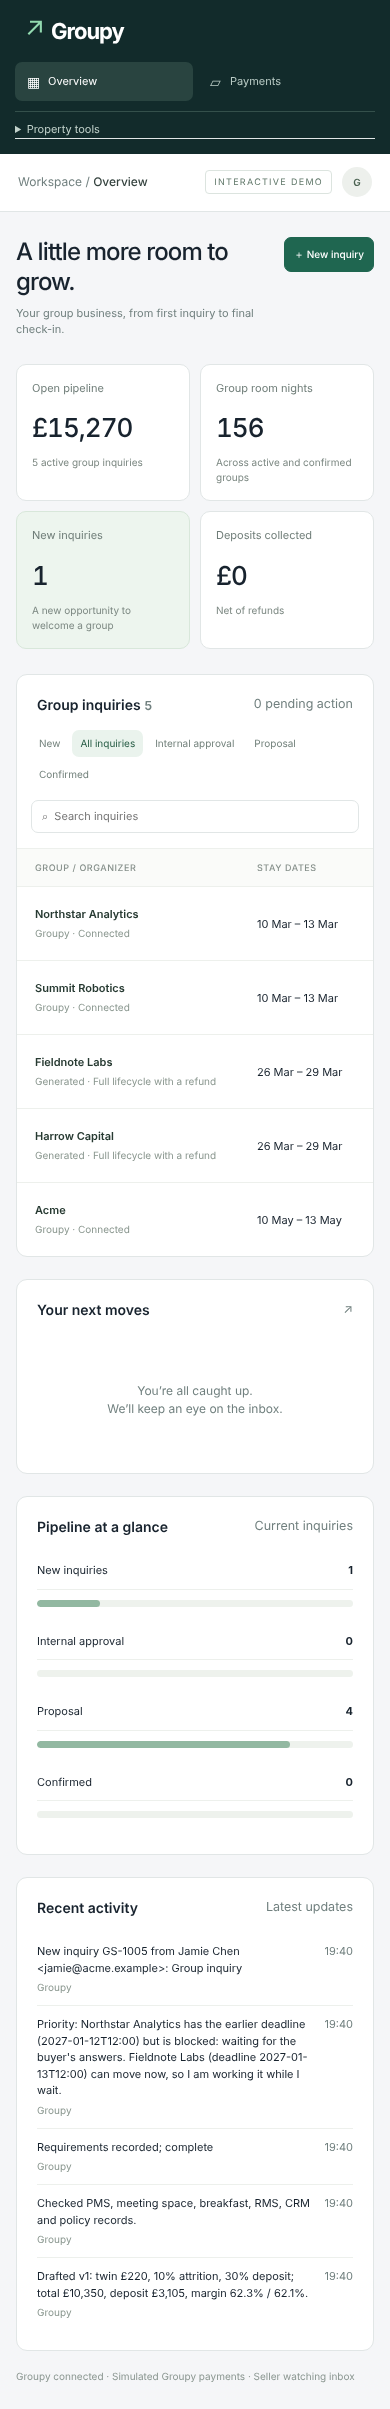 Groupy
Overview
Payments
Property tools
Workspace / Overview
INTERACTIVE DEMO
G
A little more room to
grow.
+ New inquiry
Your group business, from first inquiry to final
check-in.
Open pipeline
£15,270
5 active group inquiries
Group room nights
156
Across active and confirmed
groups
New inquiries
1
A new opportunity to
welcome a group
Deposits collected
£0
Net of refunds
Group inquiries 5
0 pending action
New
All inquiries
Internal approval
Proposal
Confirmed
Search inquiries
GROUP / ORGANIZER
STAY DATES
Northstar Analytics
Groupy · Connected
10 Mar – 13 Mar
Summit Robotics
Groupy · Connected
10 Mar – 13 Mar
Fieldnote Labs
Generated · Full lifecycle with a refund
26 Mar – 29 Mar
Harrow Capital
Generated · Full lifecycle with a refund
26 Mar – 29 Mar
Acme
Groupy · Connected
10 May – 13 May
Your next moves
You're all caught up.
We'll keep an eye on the inbox.
Pipeline at a glance
Current inquiries
New inquiries
1
Internal approval
0
Proposal
4
Confirmed
0
Recent activity
Latest updates
New inquiry GS-1005 from Jamie Chen
<jamie@acme.example>: Group inquiry
19:40
Groupy
Priority: Northstar Analytics has the earlier deadline
(2027-01-12T12:00) but is blocked: waiting for the
buyer's answers. Fieldnote Labs (deadline 2027-01-
13T12:00) can move now, so I am working it while I
wait.
19:40
Groupy
Requirements recorded; complete
19:40
Groupy
Checked PMS, meeting space, breakfast, RMS, CRM
and policy records.
19:40
Groupy
Drafted v1: twin £220, 10% attrition, 30% deposit;
total £10,350, deposit £3,105, margin 62.3% / 62.1%.
19:40
Groupy
Groupy connected · Simulated Groupy payments · Seller watching inbox